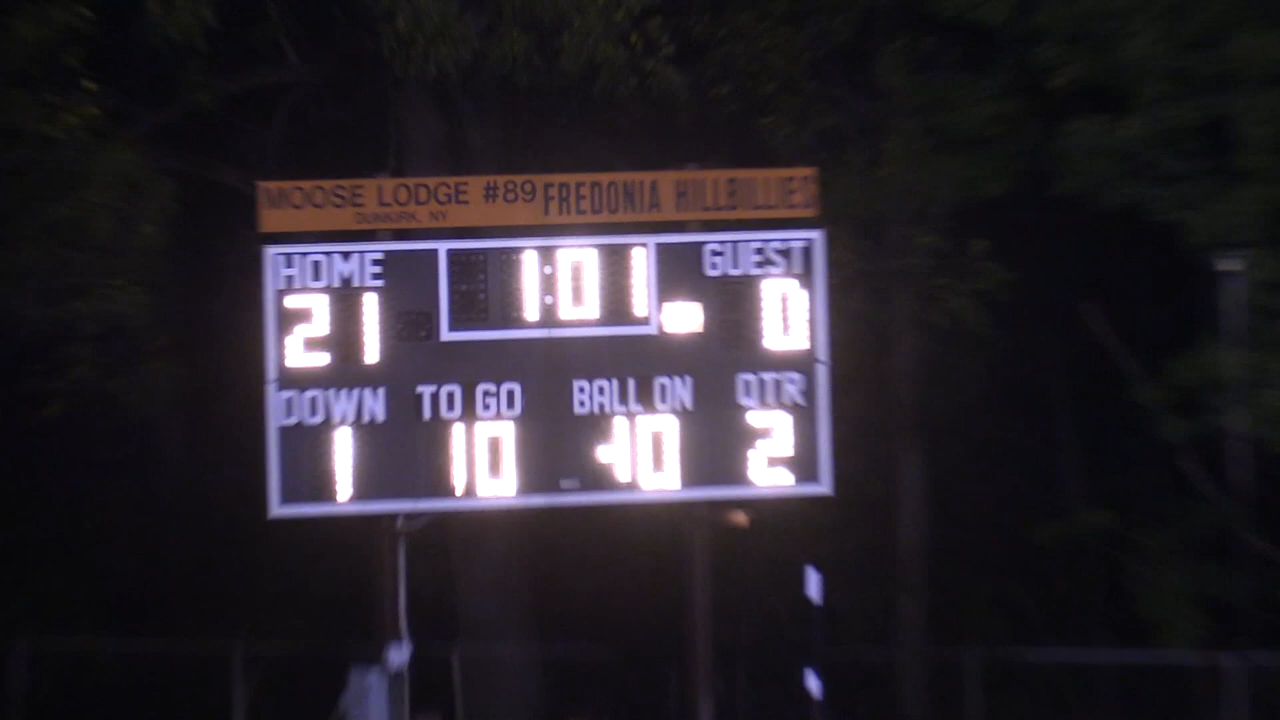 MOOSE LODGE #89 FREDONIA HILLBILLIES
DUNKIRK, NY
HOME 1:01 GUEST
21 0
DOWN TO GO BALL ON QTR
1 10 2